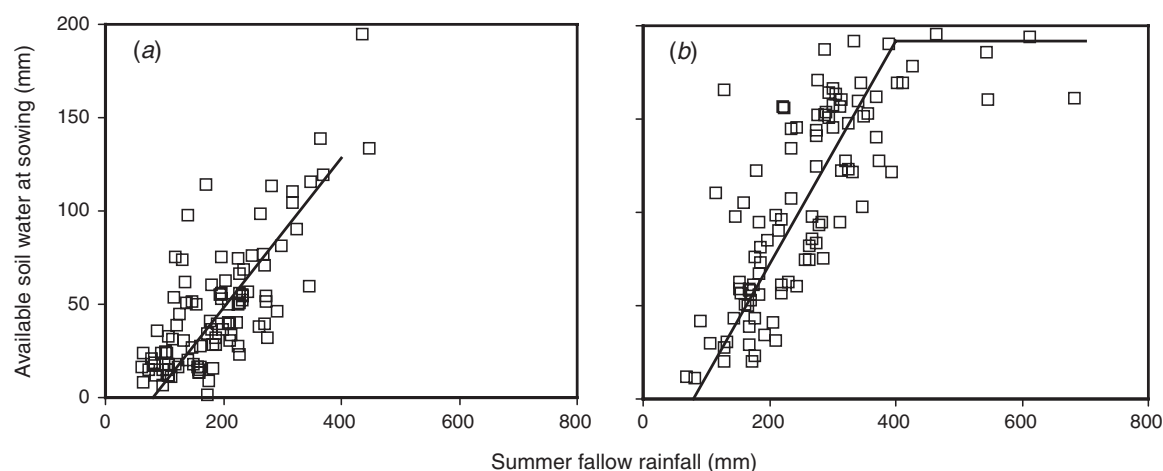 200
150
100
50
0
Available soil water at sowing (mm)
(a)
(b)
0 200 400 600 800
0 200 400 600 800
Summer fallow rainfall (mm)